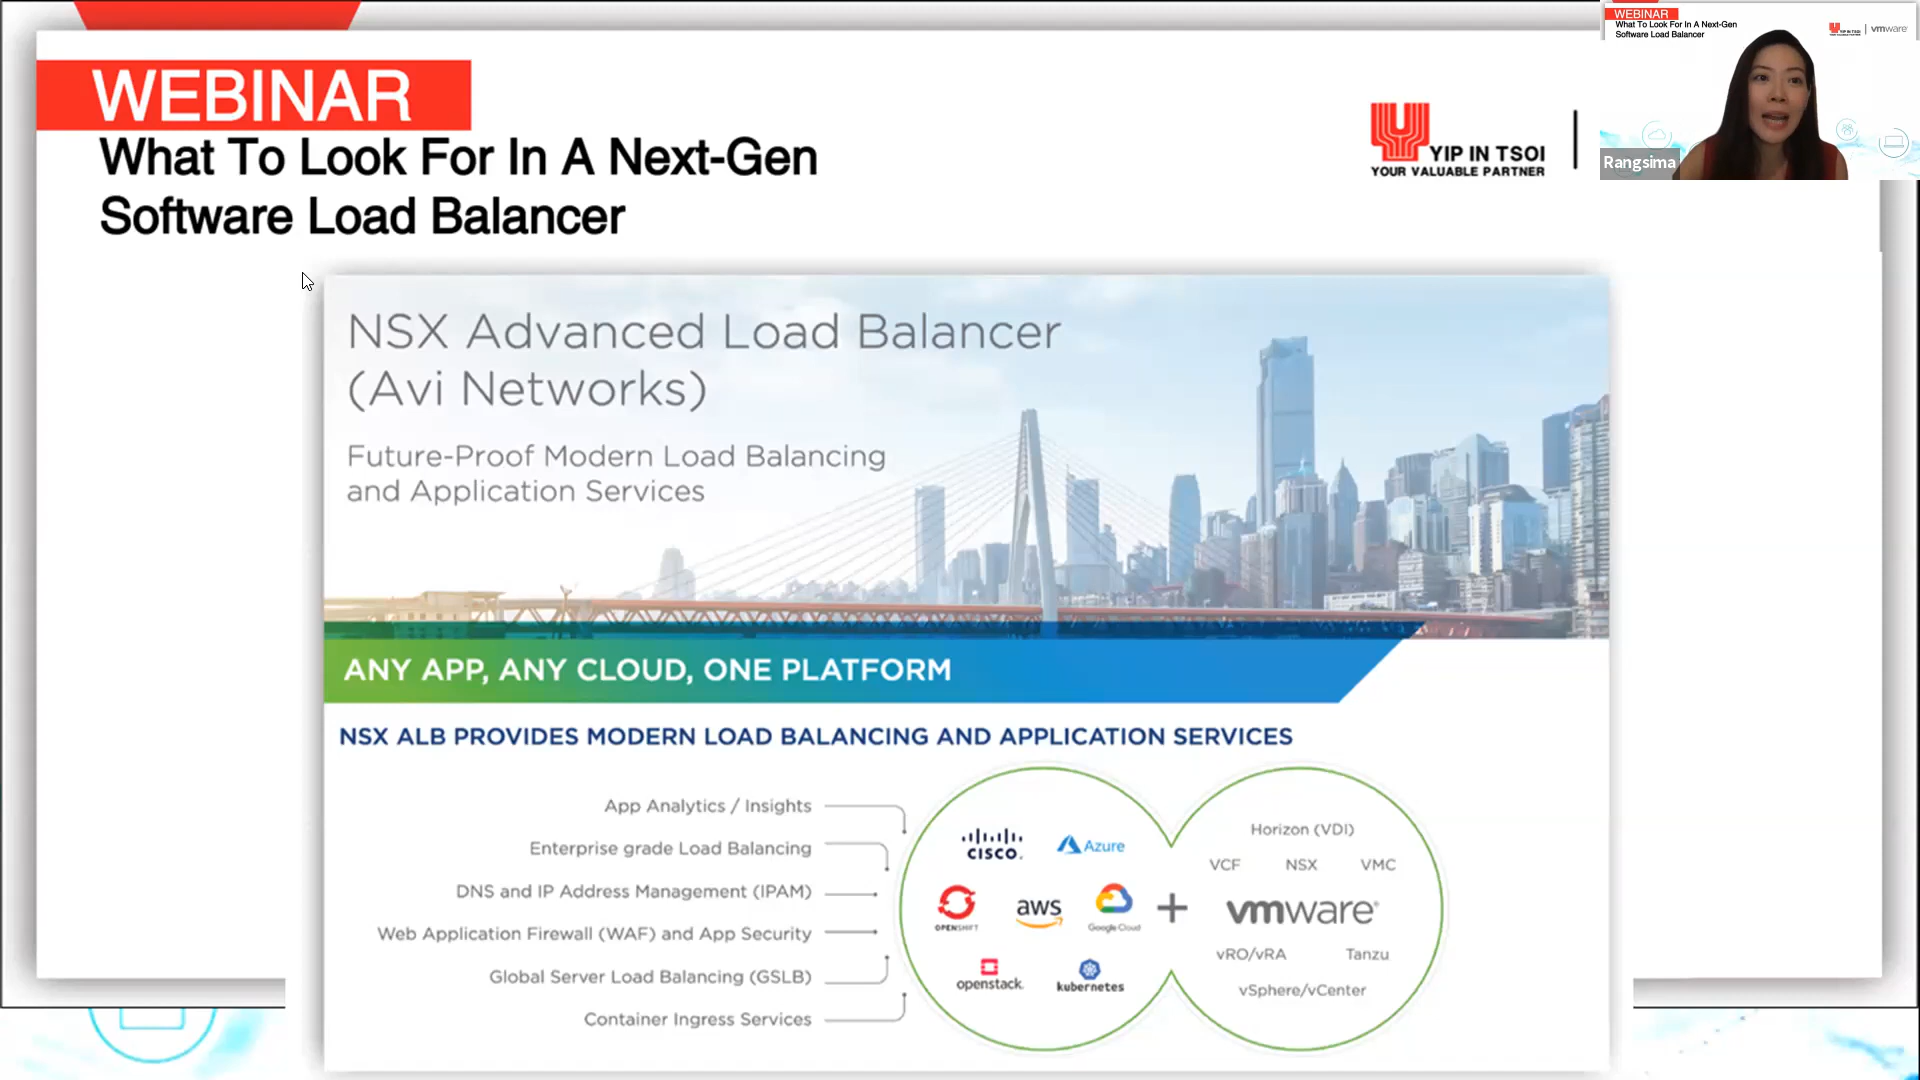 WEBINAR
What To Look For In A Next-Gen
Software Load Balancer
YIP IN TSOI
YOUR VALUABLE PARTNER
WEBINAR
What To Look For In A Next-Gen
Software Load Balancer
YIP IN TSOI
vmware
Rangsima
NSX Advanced Load Balancer
(Avi Networks)
Future-Proof Modern Load Balancing
and Application Services
ANY APP, ANY CLOUD, ONE PLATFORM
NSX ALB PROVIDES MODERN LOAD BALANCING AND APPLICATION SERVICES
App Analytics / Insights
Enterprise grade Load Balancing
DNS and IP Address Management (IPAM)
Web Application Firewall (WAF) and App Security
Global Server Load Balancing (GSLB)
Container Ingress Services
CISCO
Azure
OPENSHIFT
aws
Google Cloud
openstack.
kubernetes
+
Horizon (VDI)
VCF NSX VMC
vmware®
vRO/vRA Tanzu
vSphere/vCenter